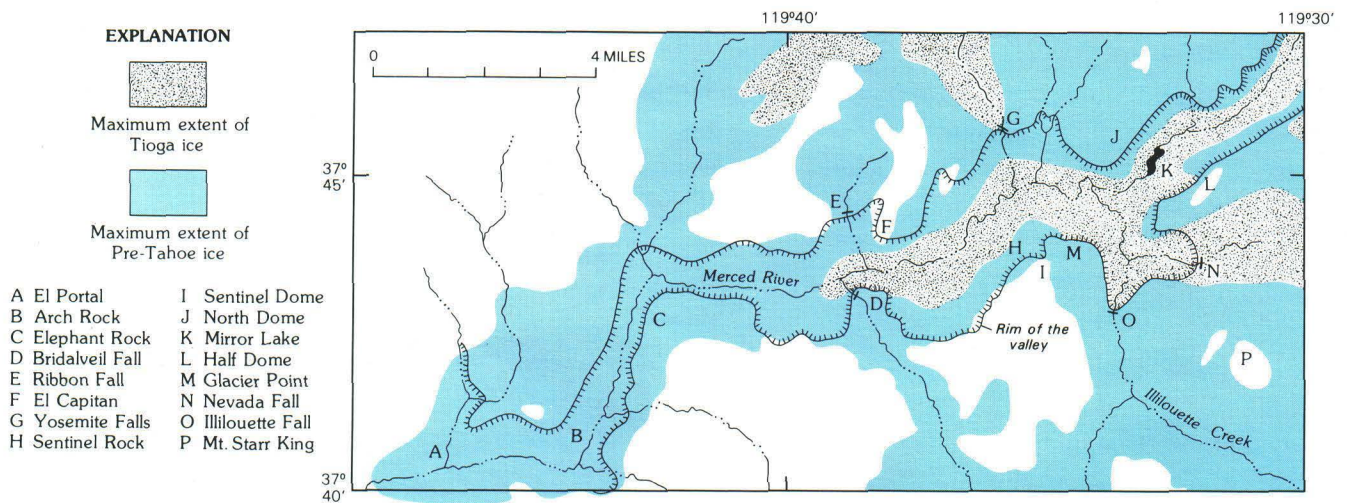 EXPLANATION
Maximum extent of
Tioga ice
Maximum extent of
Pre-Tahoe ice
A El Portal
B Arch Rock
C Elephant Rock
D Bridalveil Fall
E Ribbon Fall
F El Capitan
G Yosemite Falls
H Sentinel Rock
I Sentinel Dome
J North Dome
K Mirror Lake
L Half Dome
M Glacier Point
N Nevada Fall
O Illilouette Fall
P Mt. Starr King
119°40′
119°30′
0
4 MILES
37°
45′
37°
40′
G
J
K
L
E
F
H
M
I
N
Merced River
D
C
O
Rim of the
valley
P
Illilouette Creek
B
A